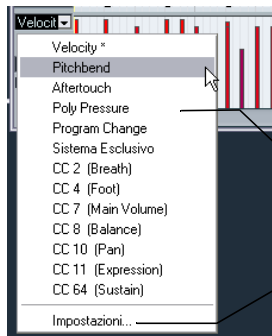 Velocit
Velocity *
Pitchbend
Aftertouch
Poly Pressure
Program Change
Sistema Esclusivo
CC 2 (Breath)
CC 4 (Foot)
CC 7 (Main Volume)
CC 8 (Balance)
CC 10 (Pan)
CC 11 (Expression)
CC 64 (Sustain)
Impostazioni...